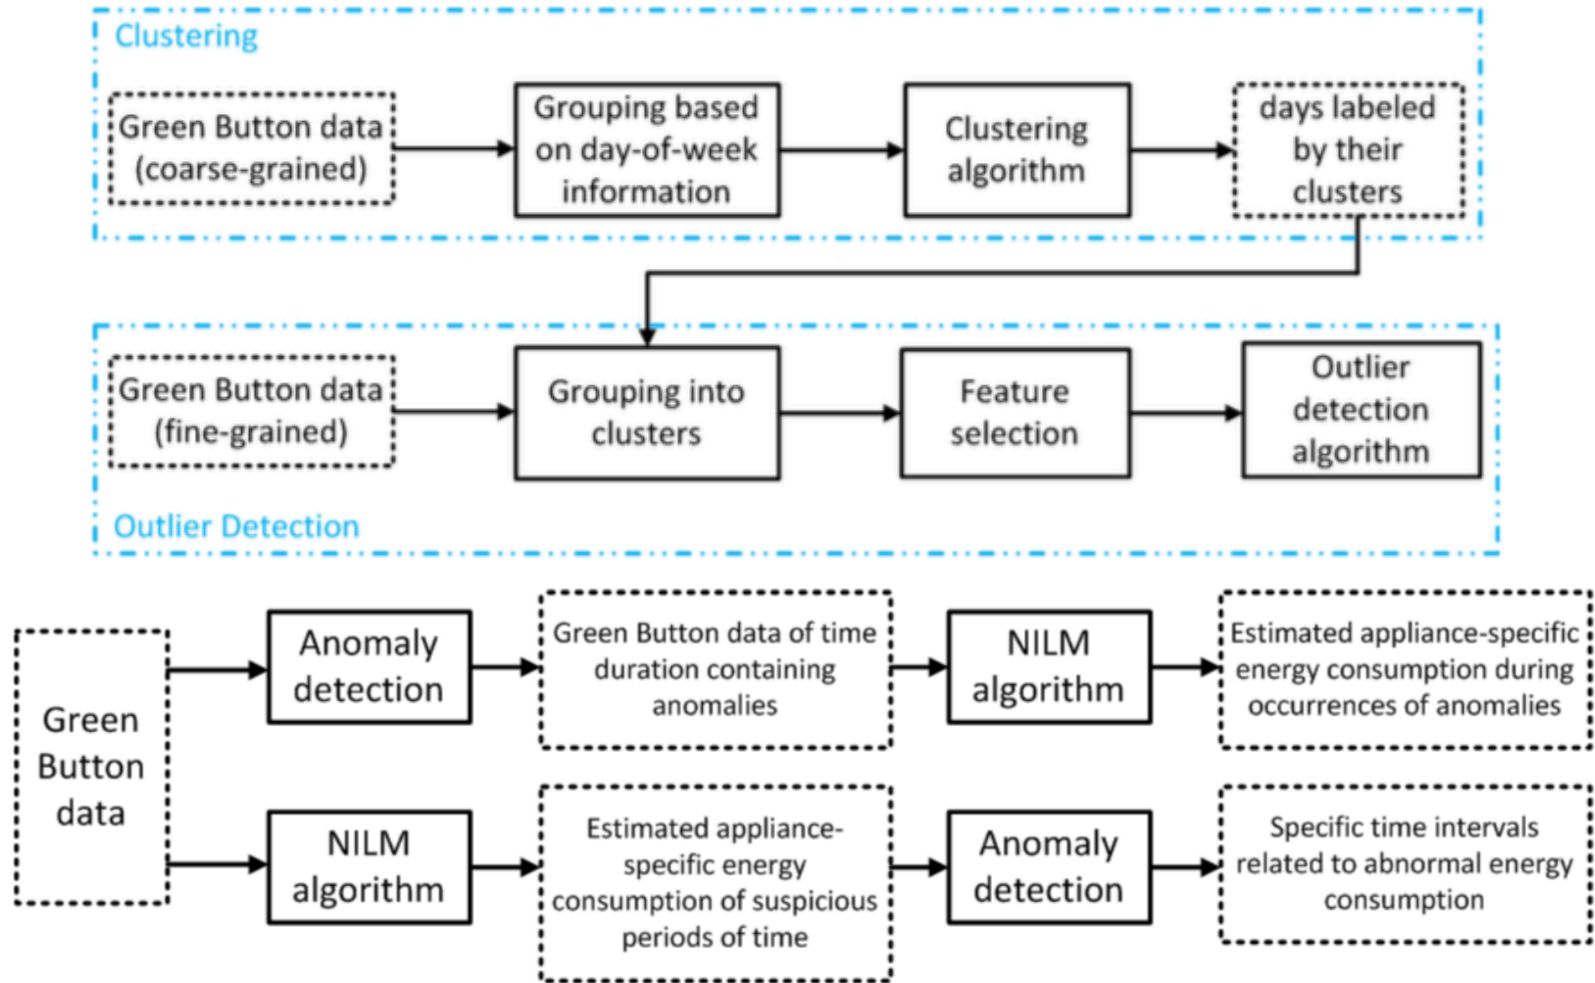 Clustering
Green Button data
(coarse-grained)
Grouping based
on day-of-week
information
Clustering
algorithm
days labeled
by their
clusters
Green Button data
(fine-grained)
Grouping into
clusters
Feature
selection
Outlier
detection
algorithm
Outlier Detection
Green
Button
data
Anomaly
detection
Green Button data of time
duration containing
anomalies
NILM
algorithm
Estimated appliance-specific
energy consumption during
occurrences of anomalies
NILM
algorithm
Estimated appliance-
specific energy
consumption of suspicious
periods of time
Anomaly
detection
Specific time intervals
related to abnormal energy
consumption